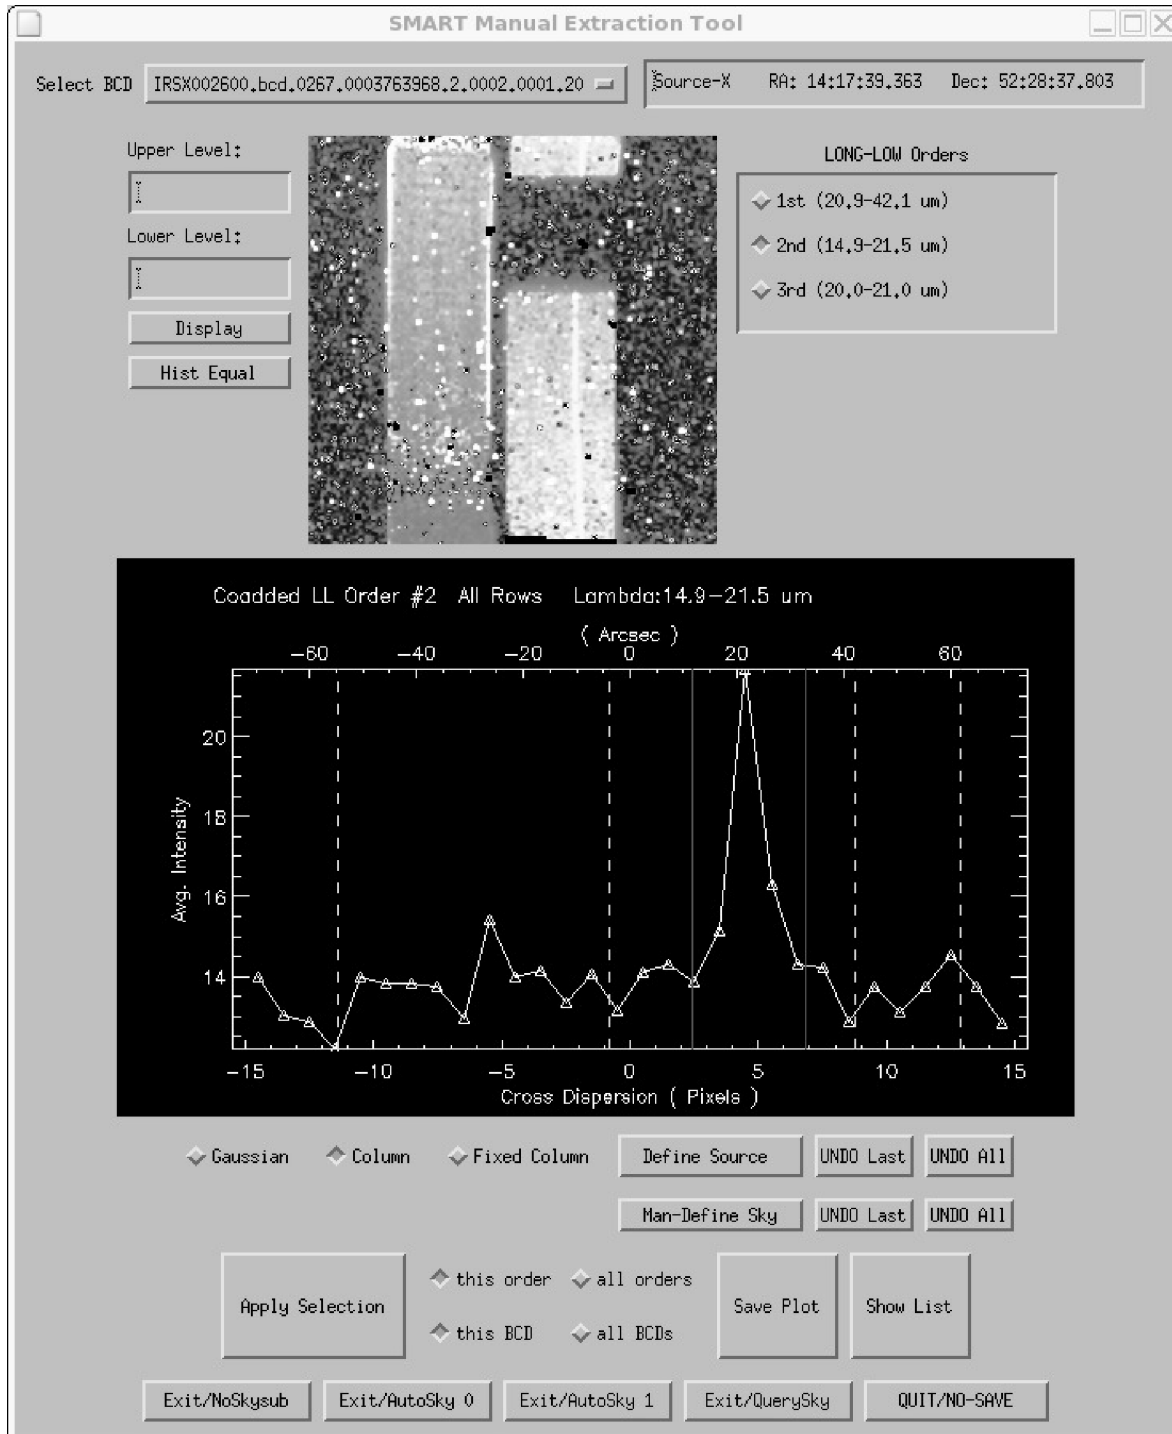 SMART Manual Extraction Tool
Select BCD IRSX002600.bcd.0267.0003763968.2.0002.0001.20 Source-X RA: 14:17:39.363 Dec: 52:28:37.803
Upper Level:
Lower Level:
Display
Hist Equal
LONG-LOW Orders
1st (20.9-42.1 um)
2nd (14.9-21.5 um)
3rd (20.0-21.0 um)
Coadded LL Order #2 All Rows Lambda:14.9-21.5 um
( Arcsec )
-60 -40 -20 0 20 40 60
20
18
16
14
Avg. Intensity
-15 -10 -5 0 5 10 15
Cross Dispersion ( Pixels )
Gaussian Column Fixed Column Define Source UNDO Last UNDO All
Man-Define Sky UNDO Last UNDO All
Apply Selection this order all orders Save Plot Show List
this BCD all BCDs
Exit/NoSkysub Exit/AutoSky 0 Exit/AutoSky 1 Exit/QuerySky QUIT/NO-SAVE